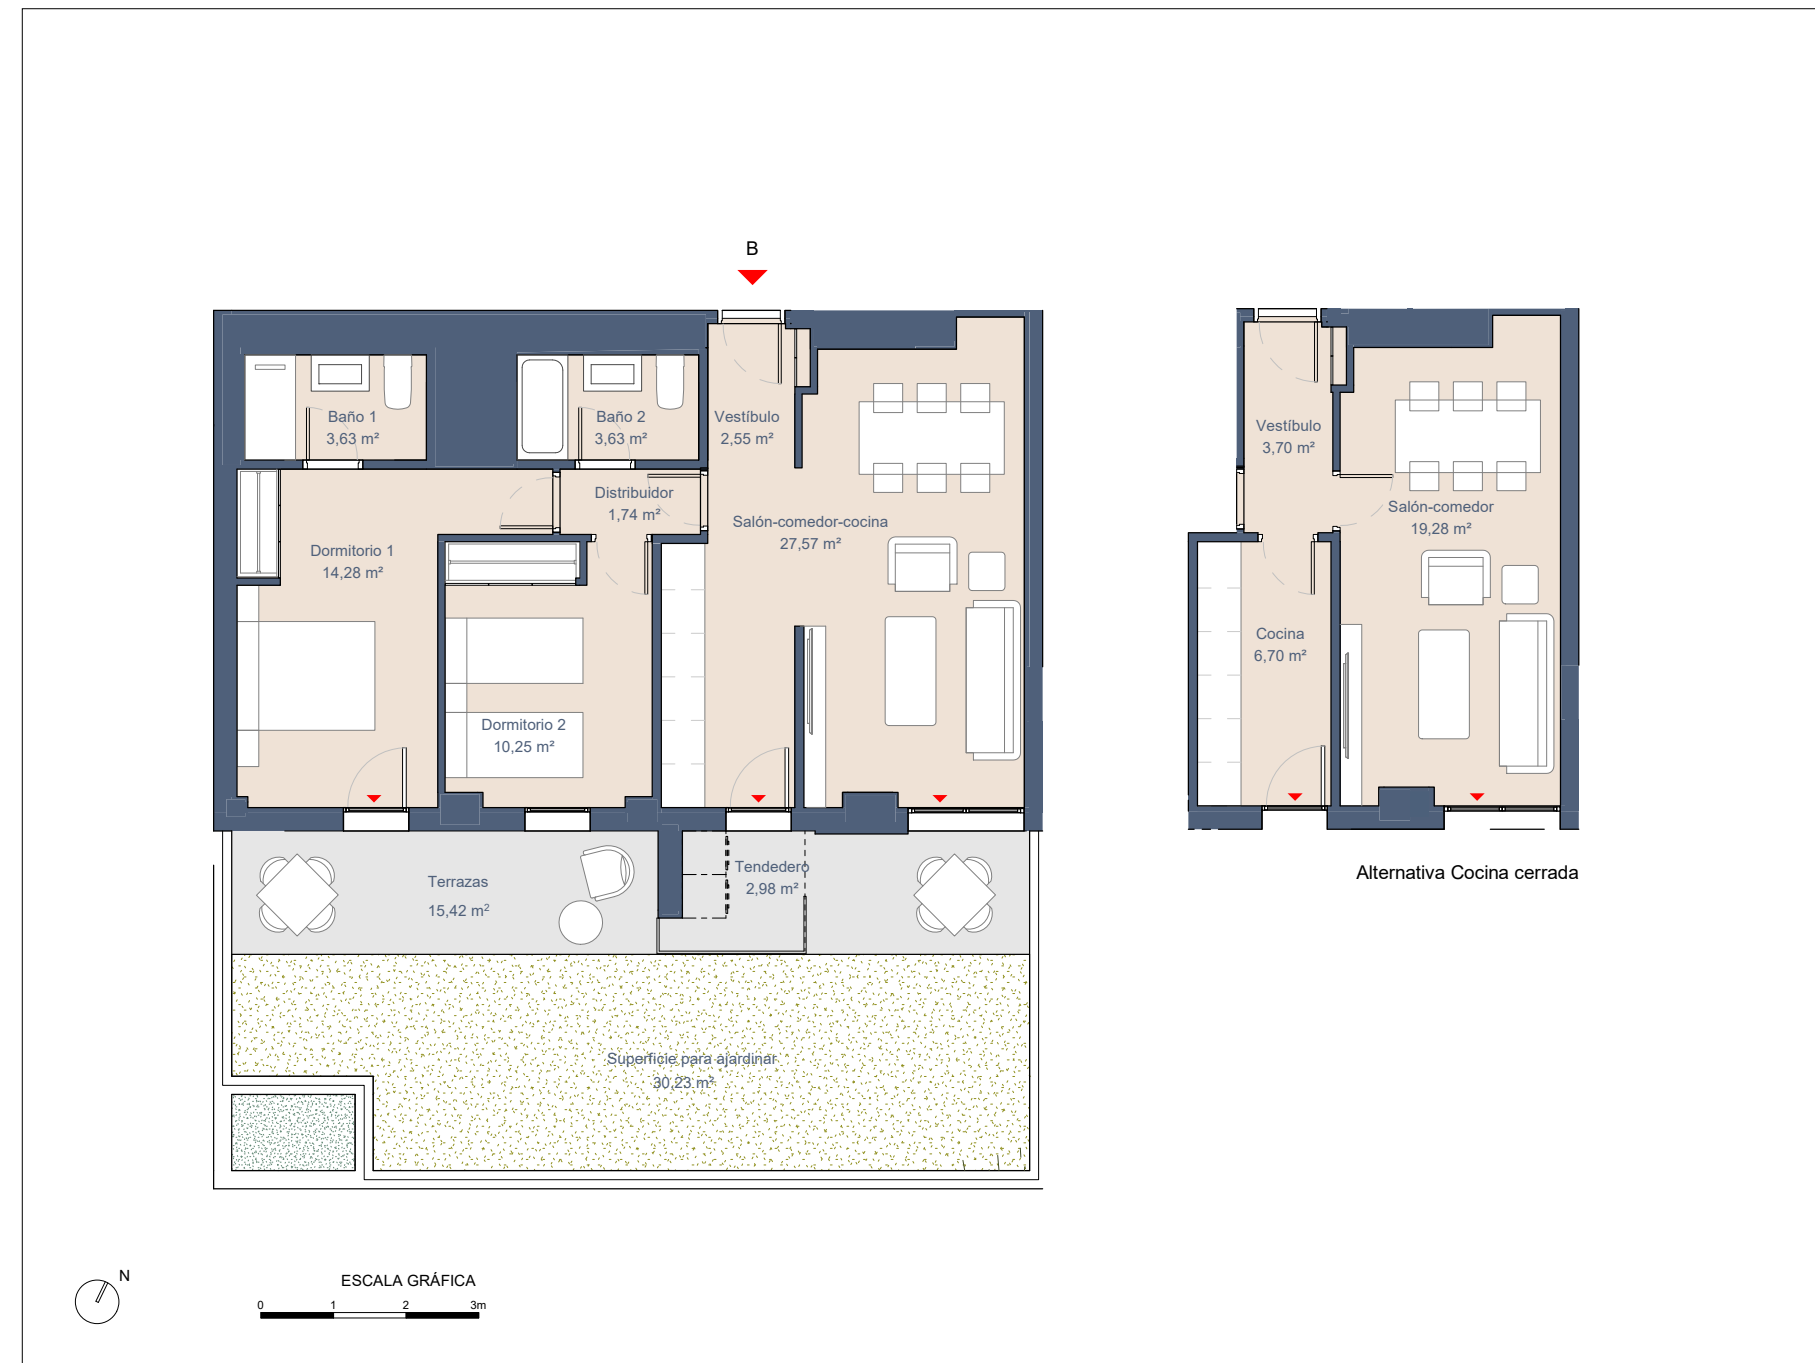 B
Baño 1
3,63 m²
Baño 2
3,63 m²
Vestíbulo
2,55 m²
Distribuidor
1,74 m²
Salón-comedor-cocina
27,57 m²
Dormitorio 1
14,28 m²
Dormitorio 2
10,25 m²
Terrazas
15,42 m²
Tendedero
2,98 m²
Superficie para ajardinar
30,23 m²
Vestíbulo
3,70 m²
Salón-comedor
19,28 m²
Cocina
6,70 m²
Alternativa Cocina cerrada
N
ESCALA GRÁFICA
0 1 2 3m